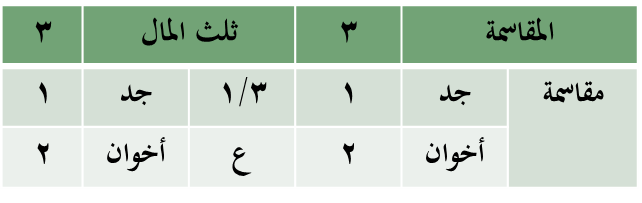 المقاسمة ٣ ثلث المال ٣
مقاسمة جد ١ ١/٣ جد ١
أخوان ٢ ع أخوان ٢